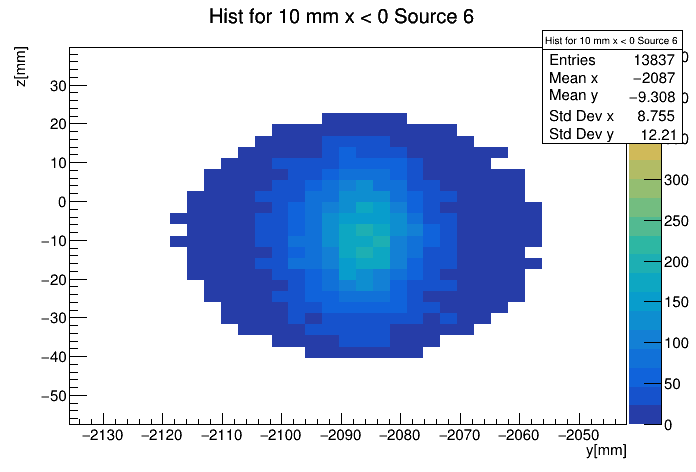 Hist for 10 mm x < 0 Source 6
z[mm]
Hist for 10 mm x < 0 Source 6
Entries 13837
Mean x −2087
Mean y −9.308
Std Dev x 8.755
Std Dev y 12.21
30
20
10
0
−10
−20
−30
−40
−50
300
250
200
150
100
50
0
−2130 −2120 −2110 −2100 −2090 −2080 −2070 −2060 −2050
y[mm]